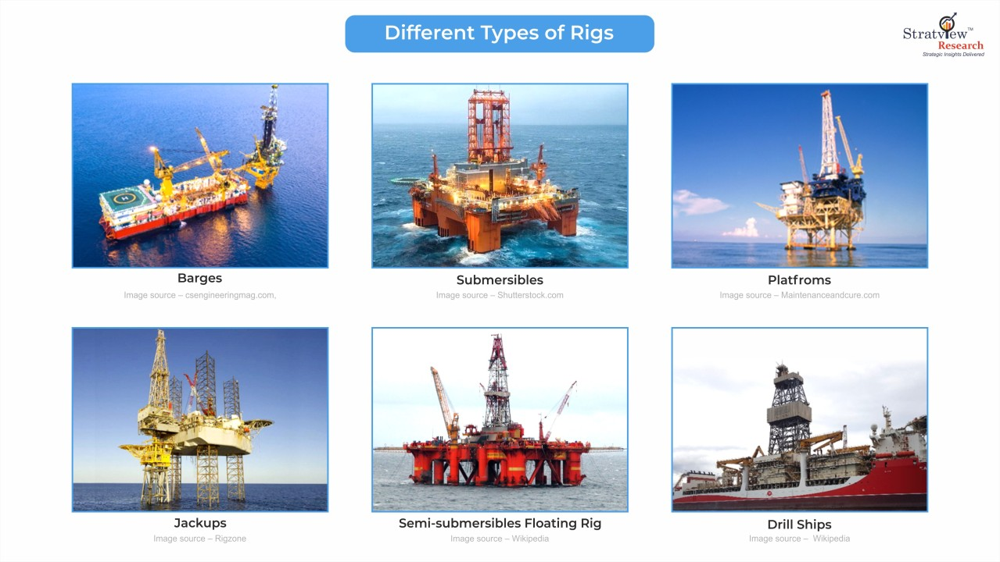 Different Types of Rigs
Stratview™
Research
Strategic Insights Delivered
H
Barges
Image source – csengineeringmag.com,
Submersibles
Image source – Shutterstock.com
Platfroms
Image source – Maintenanceandcure.com
Jackups
Image source – Rigzone
Semi-submersibles Floating Rig
Image source – Wikipedia
Drill Ships
Image source –  Wikipedia